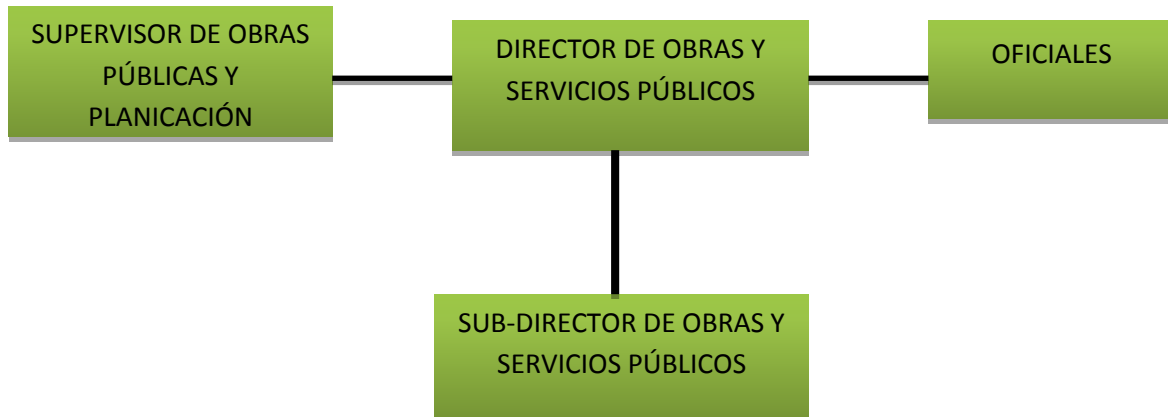 SUPERVISOR DE OBRAS
PÚBLICAS Y
PLANICACIÓN
DIRECTOR DE OBRAS Y
SERVICIOS PÚBLICOS
OFICIALES
SUB-DIRECTOR DE OBRAS Y
SERVICIOS PÚBLICOS